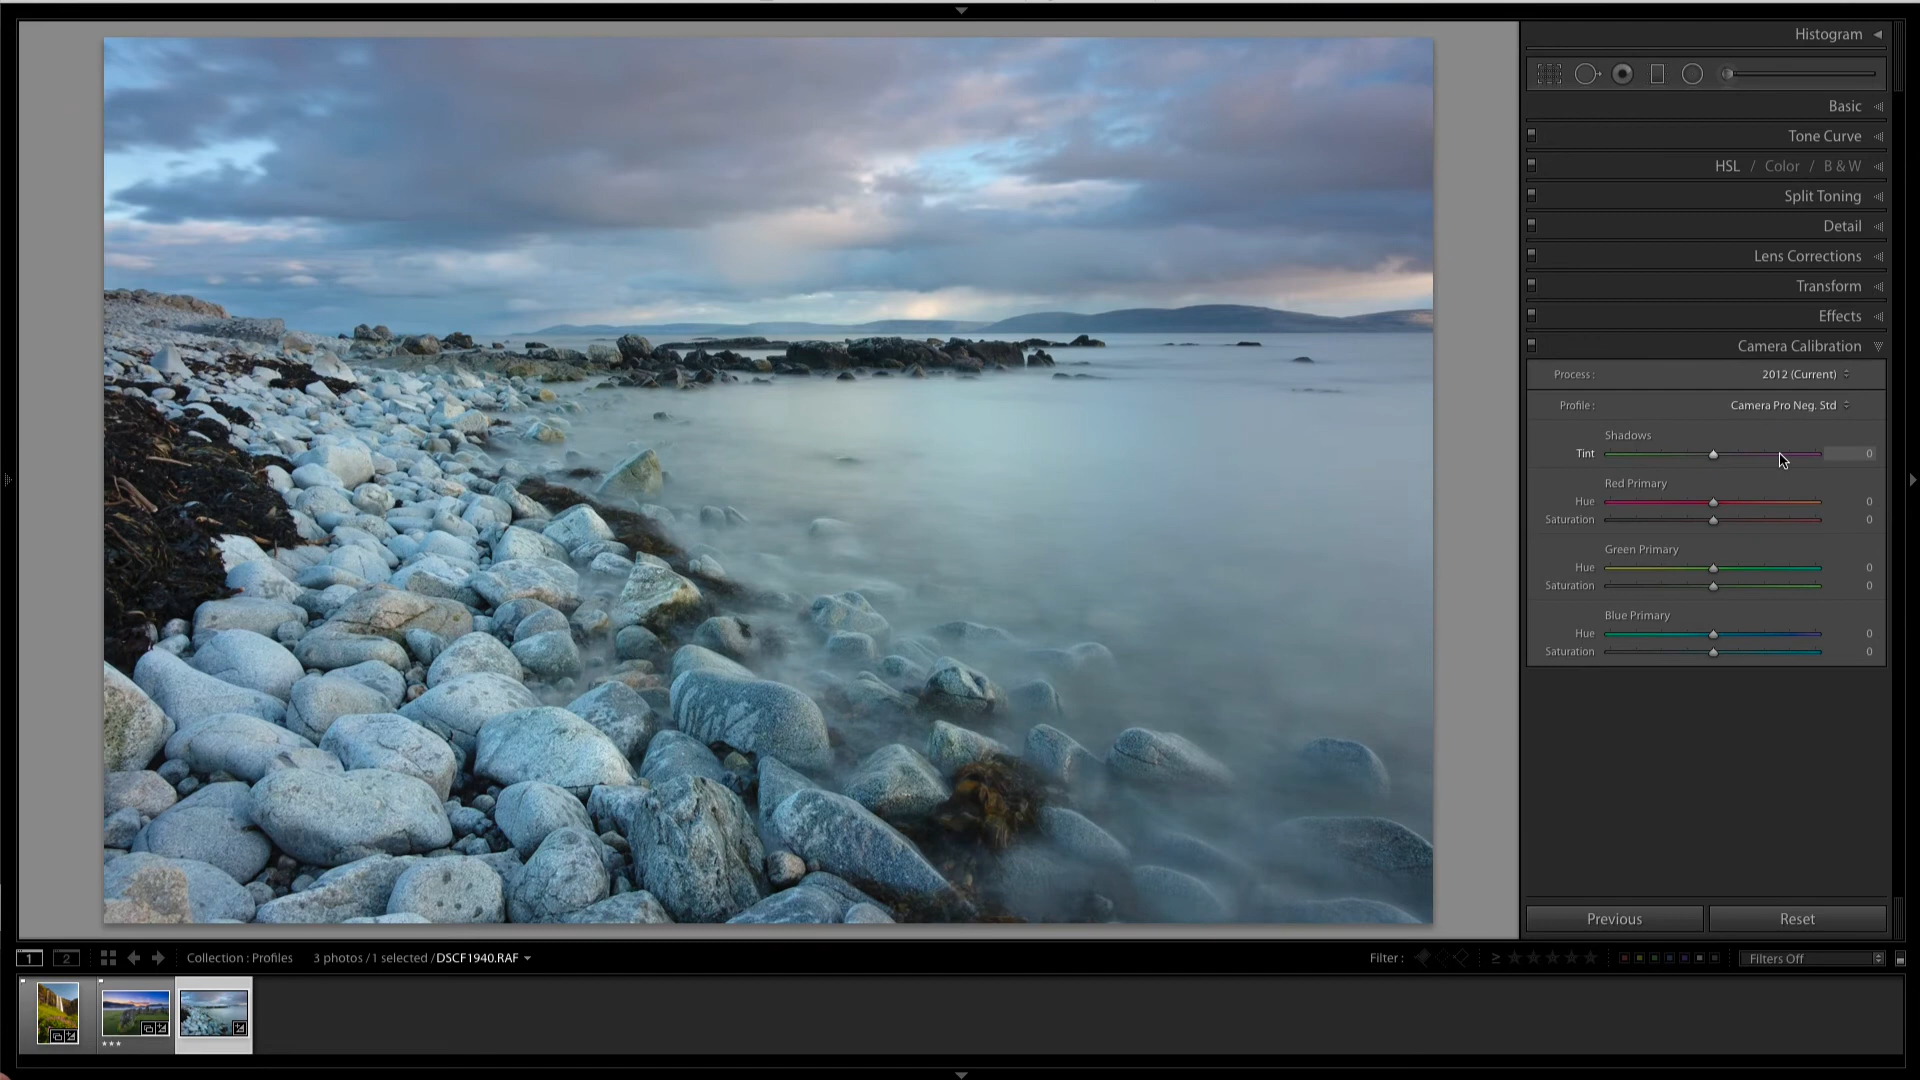 Histogram
Basic
Tone Curve
HSL / Color / B & W
Split Toning
Detail
Lens Corrections
Transform
Effects
Camera Calibration
Process : 2012 (Current)
Profile : Camera Pro Neg. Std
Shadows
Tint 0
Red Primary
Hue 0
Saturation 0
Green Primary
Hue 0
Saturation 0
Blue Primary
Hue 0
Saturation 0
Previous Reset
1 2 Collection : Profiles 3 photos / 1 selected / DSCF1940.RAF Filter : ≥ ★★★★★ Filters Off
★★★